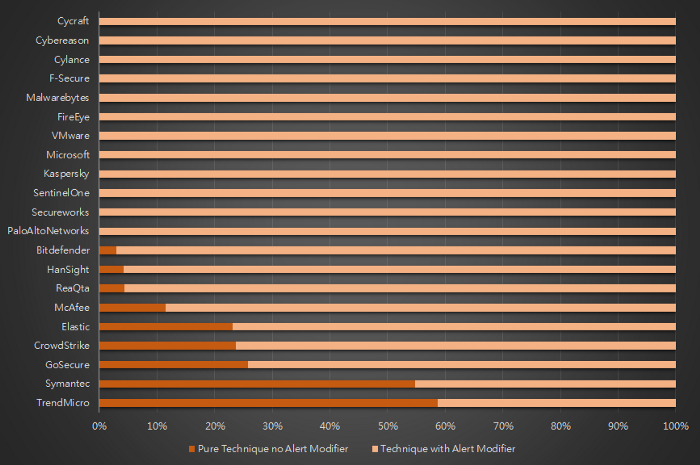 Cycraft
Cybereason
Cylance
F-Secure
Malwarebytes
FireEye
VMware
Microsoft
Kaspersky
SentinelOne
Secureworks
PaloAltoNetworks
Bitdefender
HanSight
ReaQta
McAfee
Elastic
CrowdStrike
GoSecure
Symantec
TrendMicro
0% 10% 20% 30% 40% 50% 60% 70% 80% 90% 100%
Pure Technique no Alert Modifier Technique with Alert Modifier